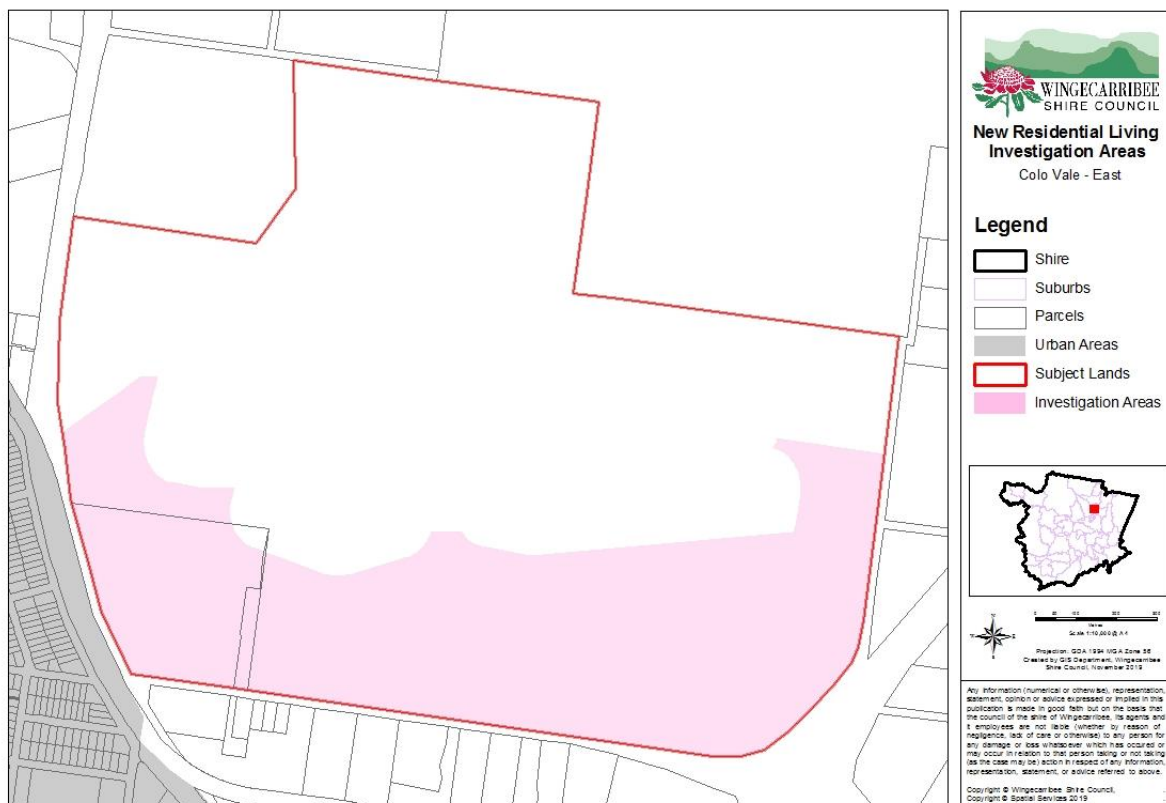 WINGECARRIBEE
SHIRE COUNCIL
New Residential Living
Investigation Areas
Colo Vale - East
Legend
Shire
Suburbs
Parcels
Urban Areas
Subject Lands
Investigation Areas
Scale 1:10,000 @ A4
Projection: GDA 1994 MGA Zone 56
Created by GIS Department, Wingecarribee
Shire Council, November 2019
Any information (numerical or otherwise), representation,
statement, opinion or advice expressed or implied in this
publication is made in good faith but on the basis that
the council of the shire of Wingecarribee, its agents and
it employees are not liable (whether by reason of
negligence, lack of care or otherwise) to any person for
any damage or loss whatsoever which has occured or
may occur in relation to that person taking or not taking
(as the case may be) action in respect of any information,
representation, statement, or advice referred to above.
Copyright © Wingecarribee Shire Council,
Copyright © Spatial Services 2019